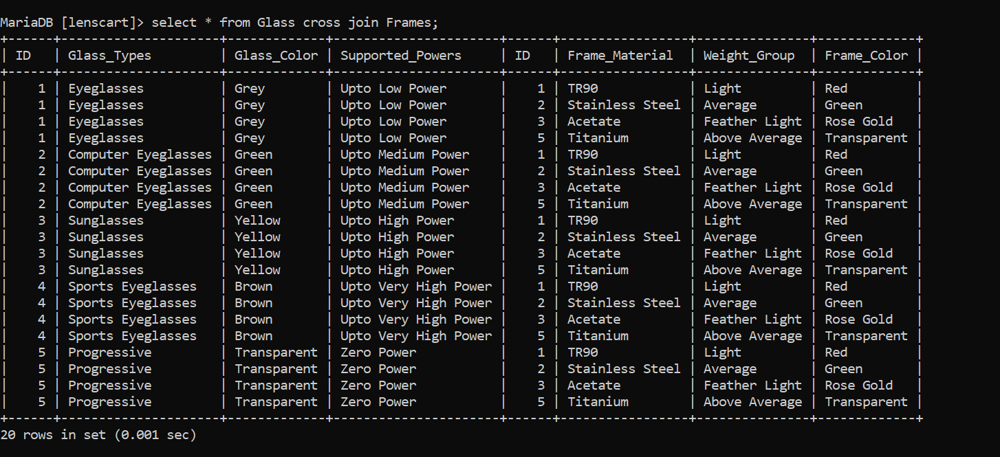 MariaDB [lenscart]> select * from Glass cross join Frames;
+------+---------------------+-------------+-----------------------+------+-----------------+---------------+-------------+
| ID   | Glass_Types         | Glass_Color | Supported_Powers      | ID   | Frame_Material  | Weight_Group  | Frame_Color |
+------+---------------------+-------------+-----------------------+------+-----------------+---------------+-------------+
|    1 | Eyeglasses          | Grey        | Upto Low Power        |    1 | TR90            | Light         | Red         |
|    1 | Eyeglasses          | Grey        | Upto Low Power        |    2 | Stainless Steel | Average       | Green       |
|    1 | Eyeglasses          | Grey        | Upto Low Power        |    3 | Acetate         | Feather Light | Rose Gold   |
|    1 | Eyeglasses          | Grey        | Upto Low Power        |    5 | Titanium        | Above Average | Transparent |
|    2 | Computer Eyeglasses | Green       | Upto Medium Power     |    1 | TR90            | Light         | Red         |
|    2 | Computer Eyeglasses | Green       | Upto Medium Power     |    2 | Stainless Steel | Average       | Green       |
|    2 | Computer Eyeglasses | Green       | Upto Medium Power     |    3 | Acetate         | Feather Light | Rose Gold   |
|    2 | Computer Eyeglasses | Green       | Upto Medium Power     |    5 | Titanium        | Above Average | Transparent |
|    3 | Sunglasses          | Yellow      | Upto High Power       |    1 | TR90            | Light         | Red         |
|    3 | Sunglasses          | Yellow      | Upto High Power       |    2 | Stainless Steel | Average       | Green       |
|    3 | Sunglasses          | Yellow      | Upto High Power       |    3 | Acetate         | Feather Light | Rose Gold   |
|    3 | Sunglasses          | Yellow      | Upto High Power       |    5 | Titanium        | Above Average | Transparent |
|    4 | Sports Eyeglasses   | Brown       | Upto Very High Power  |    1 | TR90            | Light         | Red         |
|    4 | Sports Eyeglasses   | Brown       | Upto Very High Power  |    2 | Stainless Steel | Average       | Green       |
|    4 | Sports Eyeglasses   | Brown       | Upto Very High Power  |    3 | Acetate         | Feather Light | Rose Gold   |
|    4 | Sports Eyeglasses   | Brown       | Upto Very High Power  |    5 | Titanium        | Above Average | Transparent |
|    5 | Progressive         | Transparent | Zero Power            |    1 | TR90            | Light         | Red         |
|    5 | Progressive         | Transparent | Zero Power            |    2 | Stainless Steel | Average       | Green       |
|    5 | Progressive         | Transparent | Zero Power            |    3 | Acetate         | Feather Light | Rose Gold   |
|    5 | Progressive         | Transparent | Zero Power            |    5 | Titanium        | Above Average | Transparent |
+------+---------------------+-------------+-----------------------+------+-----------------+---------------+-------------+
20 rows in set (0.001 sec)